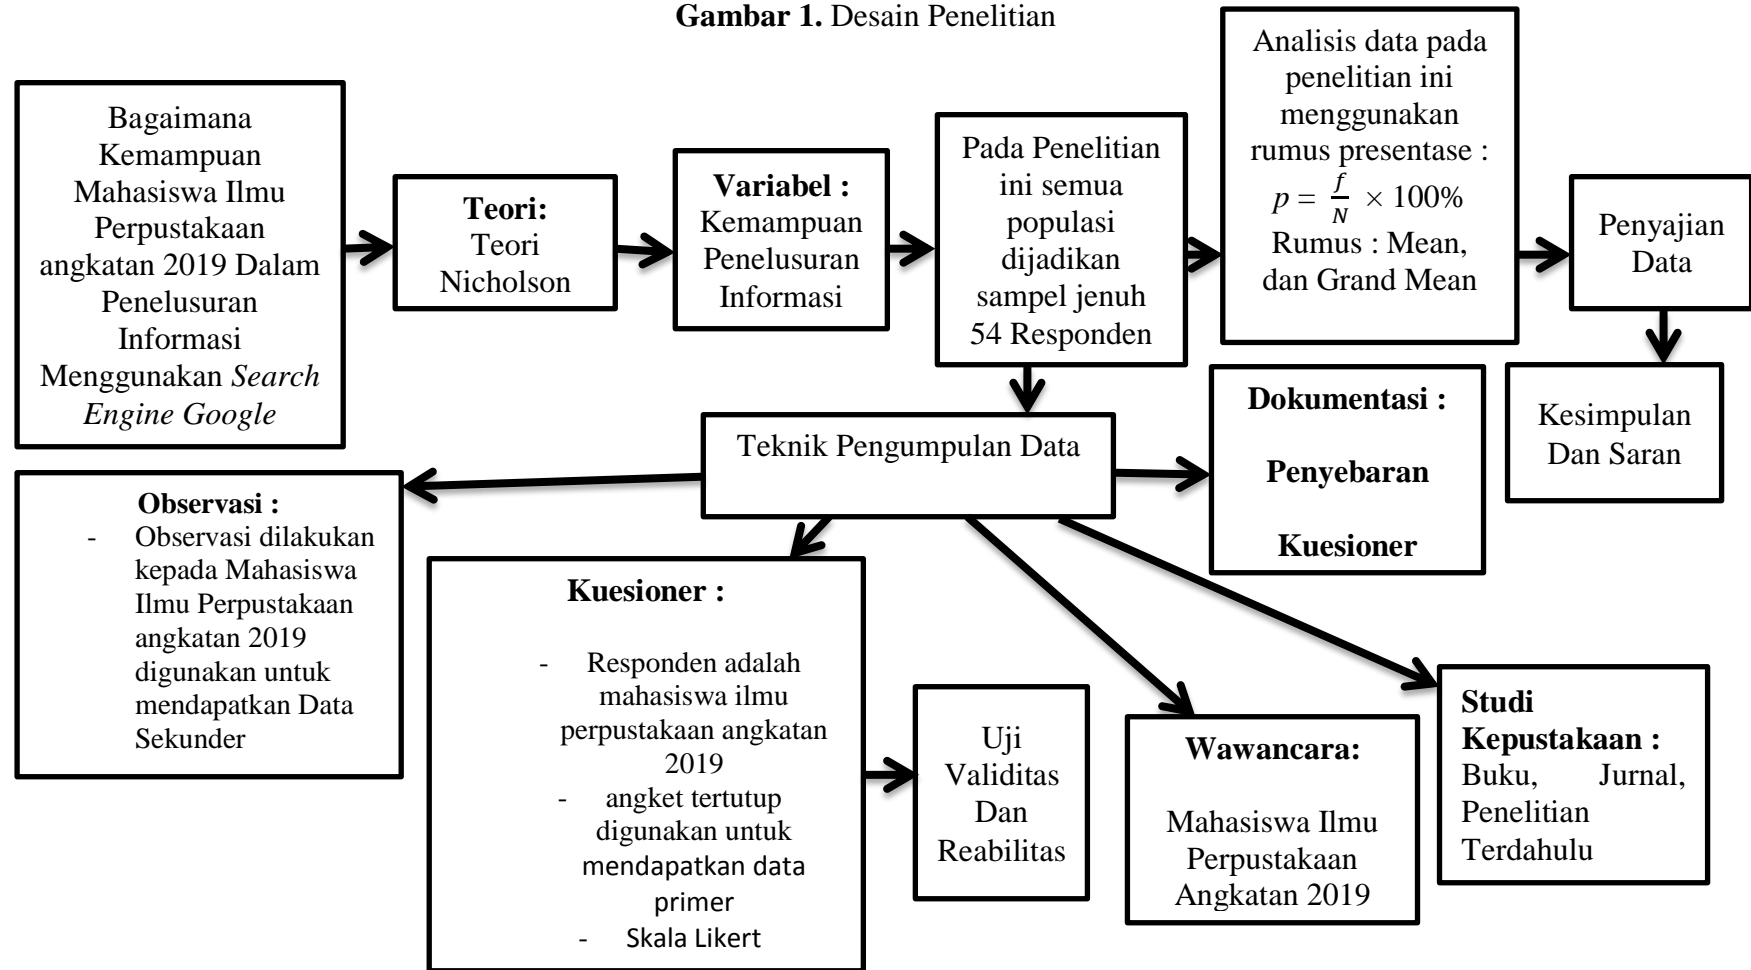 Gambar 1. Desain Penelitian
Bagaimana
Kemampuan
Mahasiswa Ilmu
Perpustakaan
angkatan 2019 Dalam
Penelusuran
Informasi
Menggunakan Search
Engine Google
Teori:
Teori
Nicholson
Variabel :
Kemampuan
Penelusuran
Informasi
Pada Penelitian
ini semua
populasi
dijadikan
sampel jenuh
54 Responden
Analisis data pada
penelitian ini
menggunakan
rumus presentase :
p = f/N × 100%
Rumus : Mean,
dan Grand Mean
Penyajian
Data
Kesimpulan
Dan Saran
Teknik Pengumpulan Data
Dokumentasi :
Penyebaran
Kuesioner
Observasi :
- Observasi dilakukan
kepada Mahasiswa
Ilmu Perpustakaan
angkatan 2019
digunakan untuk
mendapatkan Data
Sekunder
Kuesioner :
- Responden adalah
mahasiswa ilmu
perpustakaan angkatan
2019
- angket tertutup
digunakan untuk
mendapatkan data
primer
- Skala Likert
Uji
Validitas
Dan
Reabilitas
Wawancara:
Mahasiswa Ilmu
Perpustakaan
Angkatan 2019
Studi
Kepustakaan :
Buku, Jurnal,
Penelitian
Terdahulu